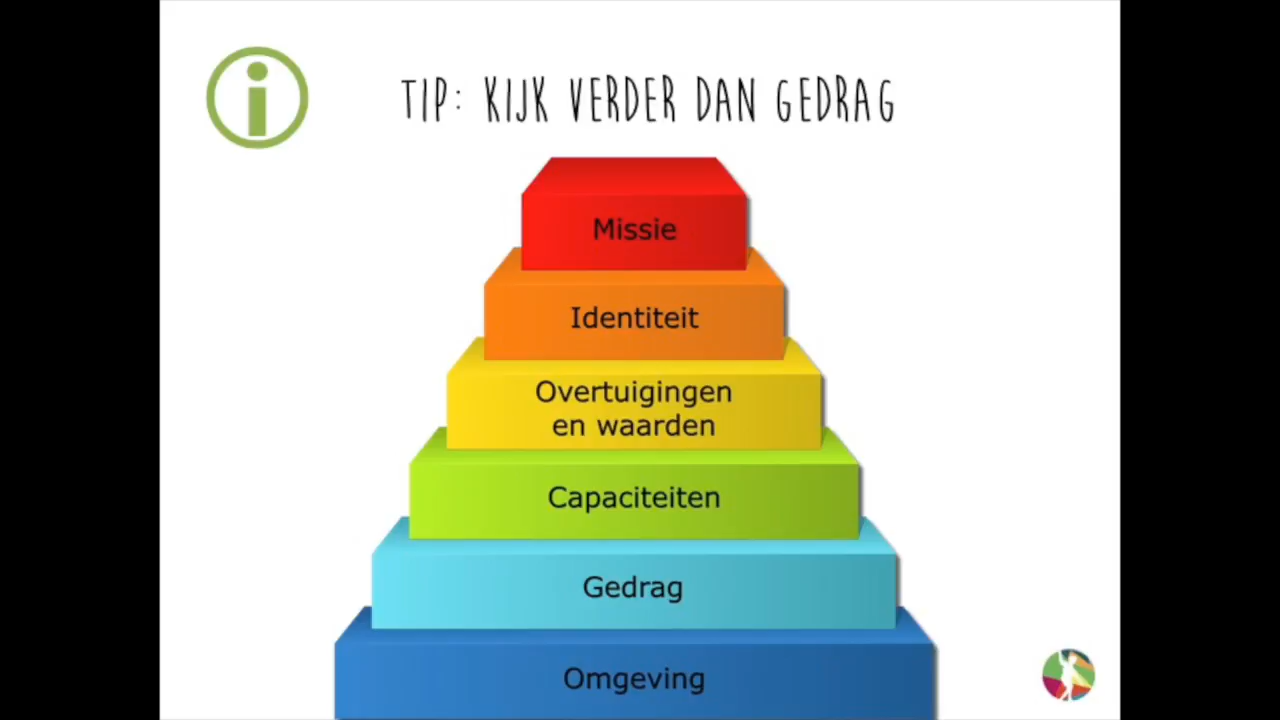 TIP: KIJK VERDER DAN GEDRAG
Missie
Identiteit
Overtuigingen
en waarden
Capaciteiten
Gedrag
Omgeving